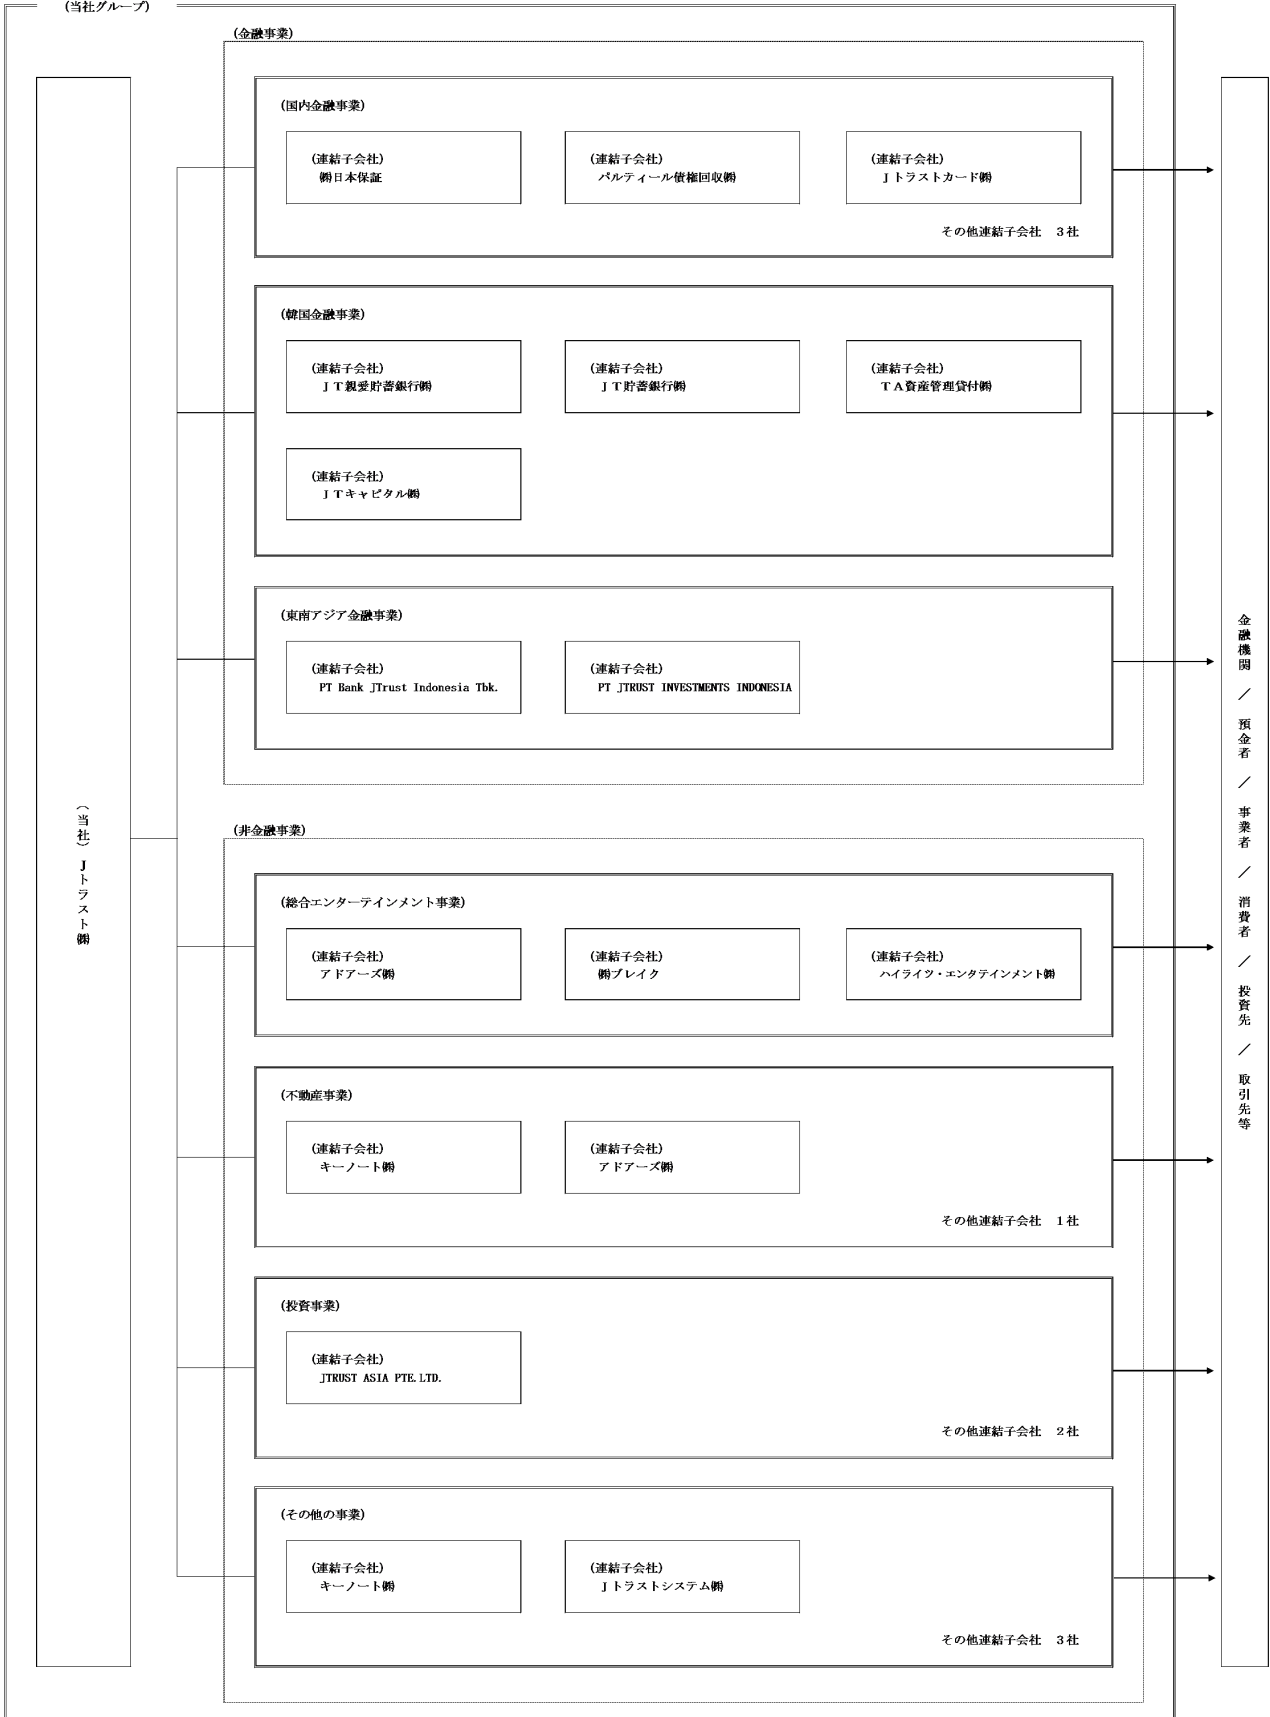 (当社グループ)
(金融事業)
(国内金融事業)
(連結子会社)
㈱日本保証
(連結子会社)
パルティール債権回収㈱
(連結子会社)
Ｊトラストカード㈱
その他連結子会社　３社
(韓国金融事業)
(連結子会社)
ＪＴ親愛貯蓄銀行㈱
(連結子会社)
ＪＴ貯蓄銀行㈱
(連結子会社)
ＴＡ資産管理貸付㈱
(連結子会社)
ＪＴキャピタル㈱
(東南アジア金融事業)
(連結子会社)
PT Bank JTrust Indonesia Tbk.
(連結子会社)
PT JTRUST INVESTMENTS INDONESIA
(当社)Ｊトラスト㈱
(非金融事業)
(総合エンターテインメント事業)
(連結子会社)
アドアーズ㈱
(連結子会社)
㈱ブレイク
(連結子会社)
ハイライツ・エンタテインメント㈱
(不動産事業)
(連結子会社)
キーノート㈱
(連結子会社)
アドアーズ㈱
その他連結子会社　１社
(投資事業)
(連結子会社)
JTRUST ASIA PTE.LTD.
その他連結子会社　２社
(その他の事業)
(連結子会社)
キーノート㈱
(連結子会社)
Ｊトラストシステム㈱
その他連結子会社　３社
金融機関　／　預金者　／　事業者　／　消費者　／　投資先　／　取引先等